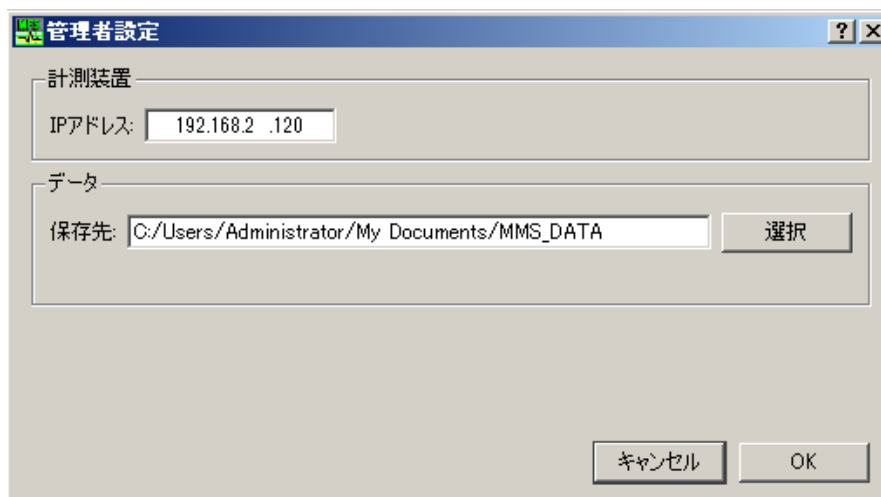 管理者設定
計測装置
IPアドレス: 192.168.2 .120
データ
保存先: C:/Users/Administrator/My Documents/MMS_DATA 選択
キャンセル OK